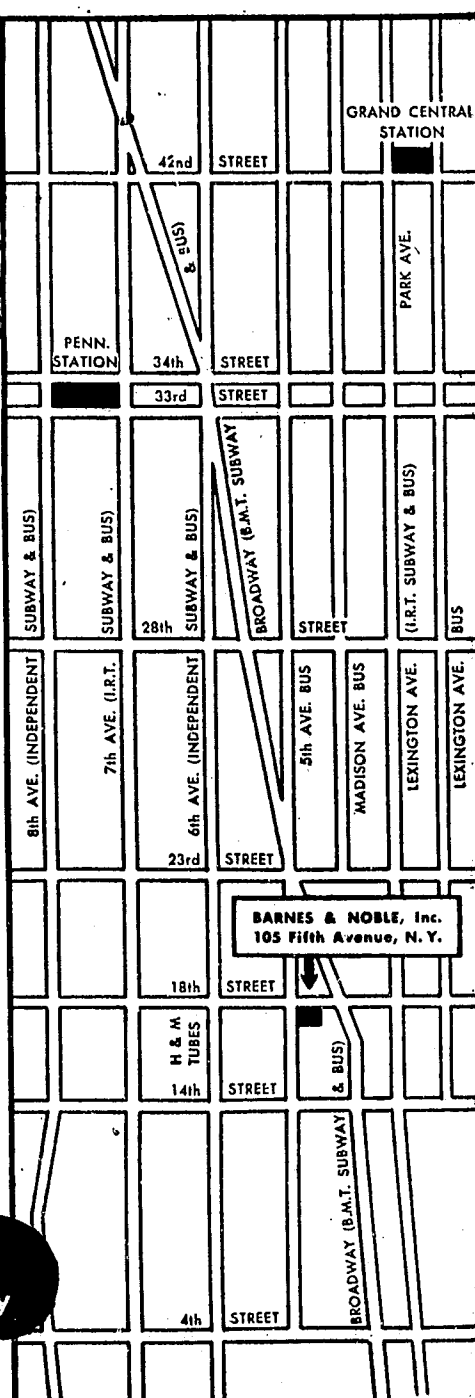 GRAND CENTRAL
STATION
42nd STREET
& BUS)
PARK AVE.
PENN.
STATION
34th STREET
33rd STREET
SUBWAY & BUS)
SUBWAY & BUS)
SUBWAY & BUS)
BROADWAY (B.M.T. SUBWAY
(I.R.T. SUBWAY & BUS)
BUS
28th STREET
8th AVE. (INDEPENDENT
7th AVE. (I.R.T.
6th AVE. (INDEPENDENT
5th AVE. BUS
MADISON AVE. BUS
LEXINGTON AVE.
LEXINGTON AVE.
23rd STREET
BARNES & NOBLE, Inc.
105 Fifth Avenue, N. Y.
18th STREET
H & M
TUBES
& BUS)
14th STREET
BROADWAY (B.M.T. SUBWAY
y
4th STREET